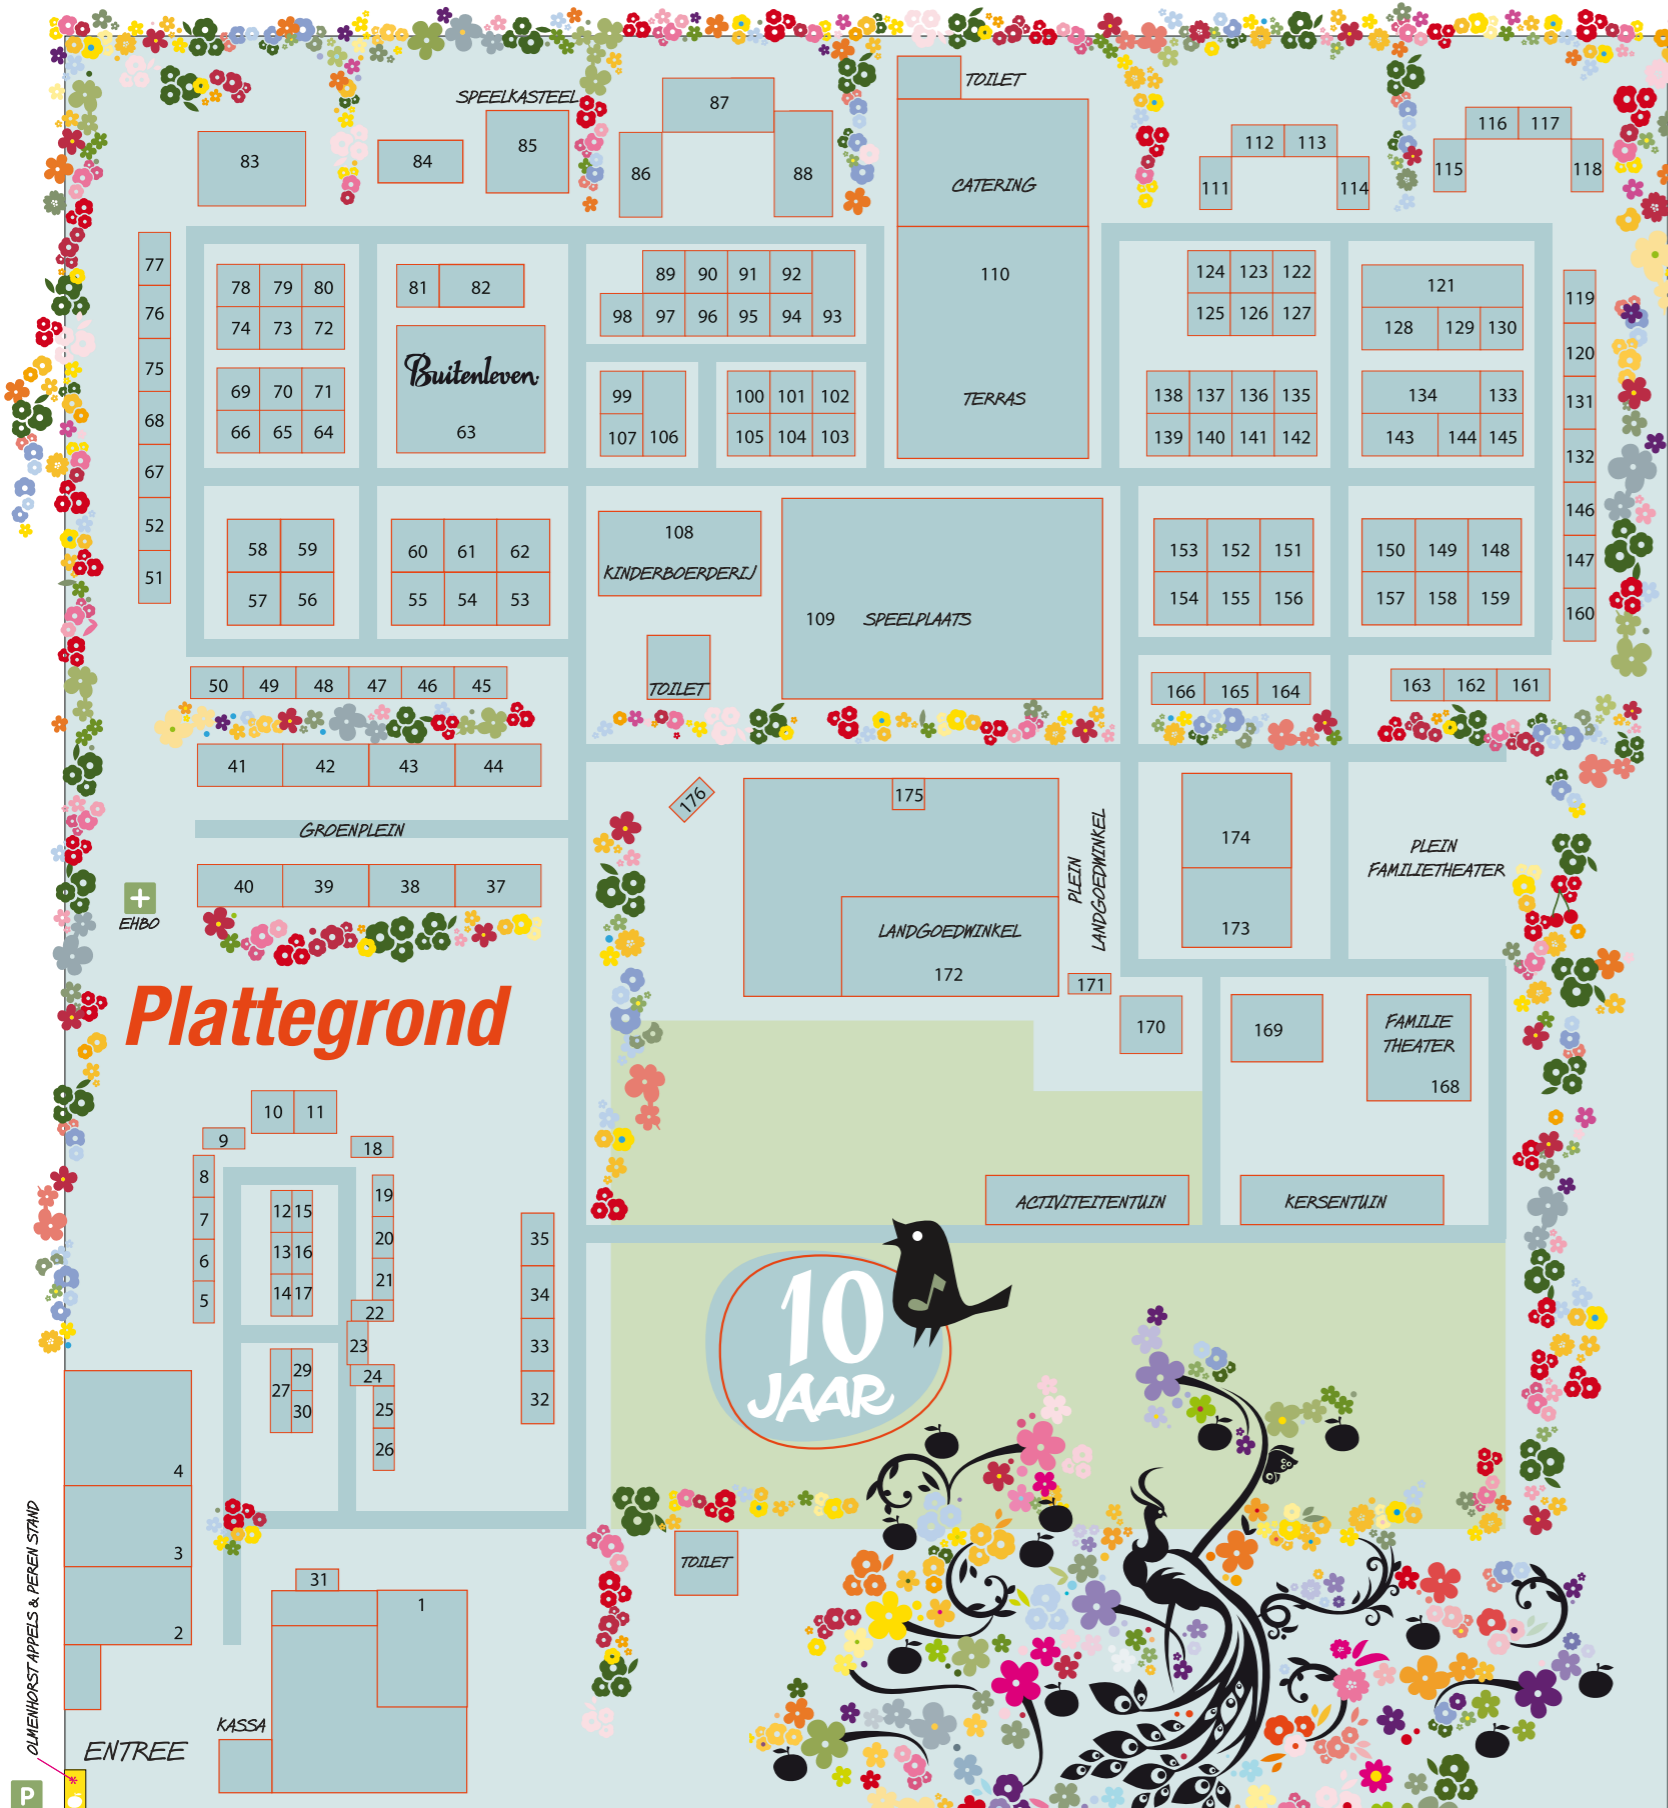 TOILET
SPEELKASTEEL
87
83
84
85
86
88
CATERING
112 113
111 114
116 117
115 118
77
76
75
68
67
52
51
78 79 80
74 73 72
69 70 71
66 65 64
81 82
Buitenleven.
63
89 90 91 92
98 97 96 95 94 93
99
107 106
100 101 102
105 104 103
110
TERRAS
124 123 122
125 126 127
138 137 136 135
139 140 141 142
121
128 129 130
134 133
143 144 145
119
120
131
132
146
147
160
58 59
57 56
60 61 62
55 54 53
108
KINDERBOERDERIJ
TOILET
109 SPEELPLAATS
153 152 151
154 155 156
150 149 148
157 158 159
50 49 48 47 46 45
166 165 164
163 162 161
41 42 43 44
GROENPLEIN
40 39 38 37
EHBO
176
175
LANDGOEDWINKEL
172
PLEIN
LANDGOEDWINKEL
171
174
173
PLEIN
FAMILIETHEATER
Plattegrond
170
169
FAMILIE
THEATER
168
10 11
9
18
8
7
6
5
12 15
13 16
14 17
19
20
21
22
23
24
25
26
27 29
30
35
34
33
32
ACTIVITEITENTUIN
KERSENTUIN
10
JAAR
4
3
2
31
1
TOILET
KASSA
ENTREE
OLMENHORST APPELS & PEREN STAND
P